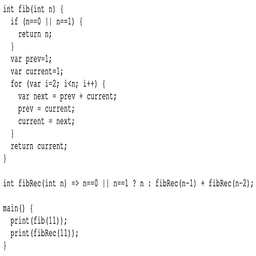 int fib(int n) {
  if (n==0 || n==1) {
    return n;
  }
  var prev=1;
  var current=1;
  for (var i=2; i<n; i++) {
    var next = prev + current;
    prev = current;
    current = next;
  }
  return current;
}
int fibRec(int n) => n==0 || n==1 ? n : fibRec(n-1) + fibRec(n-2);
main() {
  print(fib(11));
  print(fibRec(11));
}